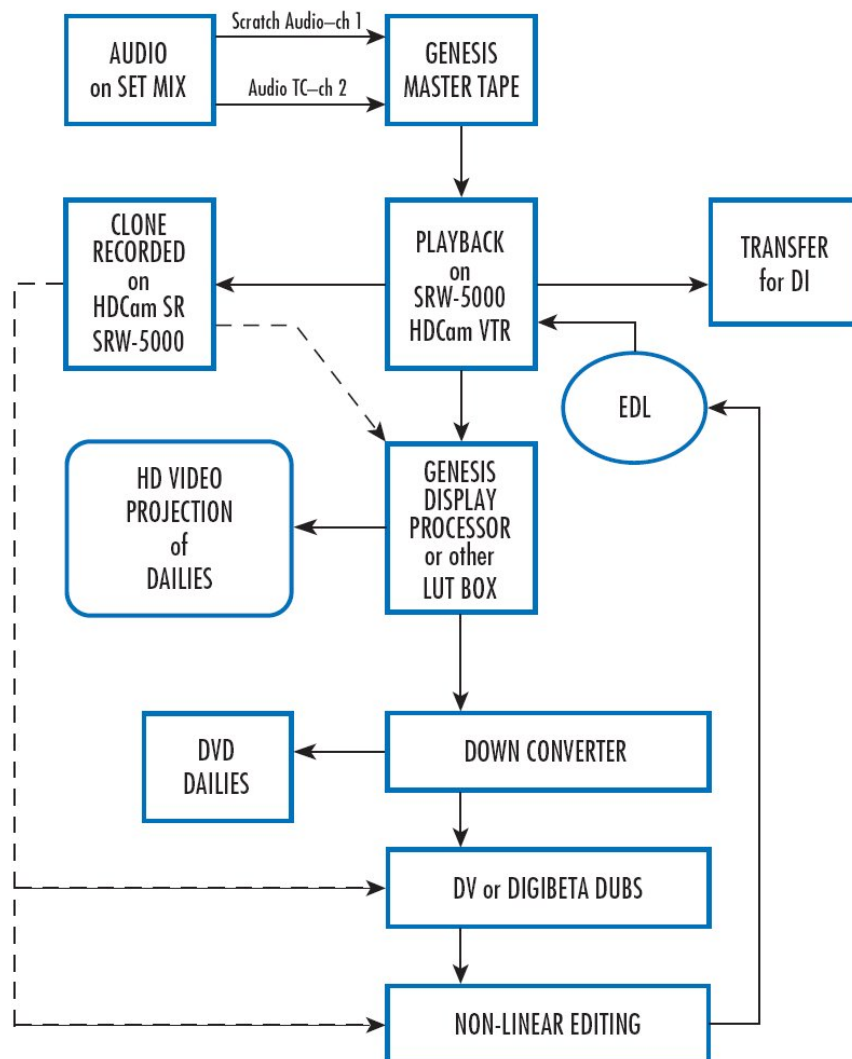 AUDIO
on SET MIX
Scratch Audio–ch 1
Audio TC–ch 2
GENESIS
MASTER TAPE
CLONE
RECORDED
on
HDCam SR
SRW-5000
PLAYBACK
on
SRW-5000
HDCam VTR
TRANSFER
for DI
EDL
HD VIDEO
PROJECTION
of
DAILIES
GENESIS
DISPLAY
PROCESSOR
or other
LUT BOX
DVD
DAILIES
DOWN CONVERTER
DV or DIGIBETA DUBS
NON-LINEAR EDITING